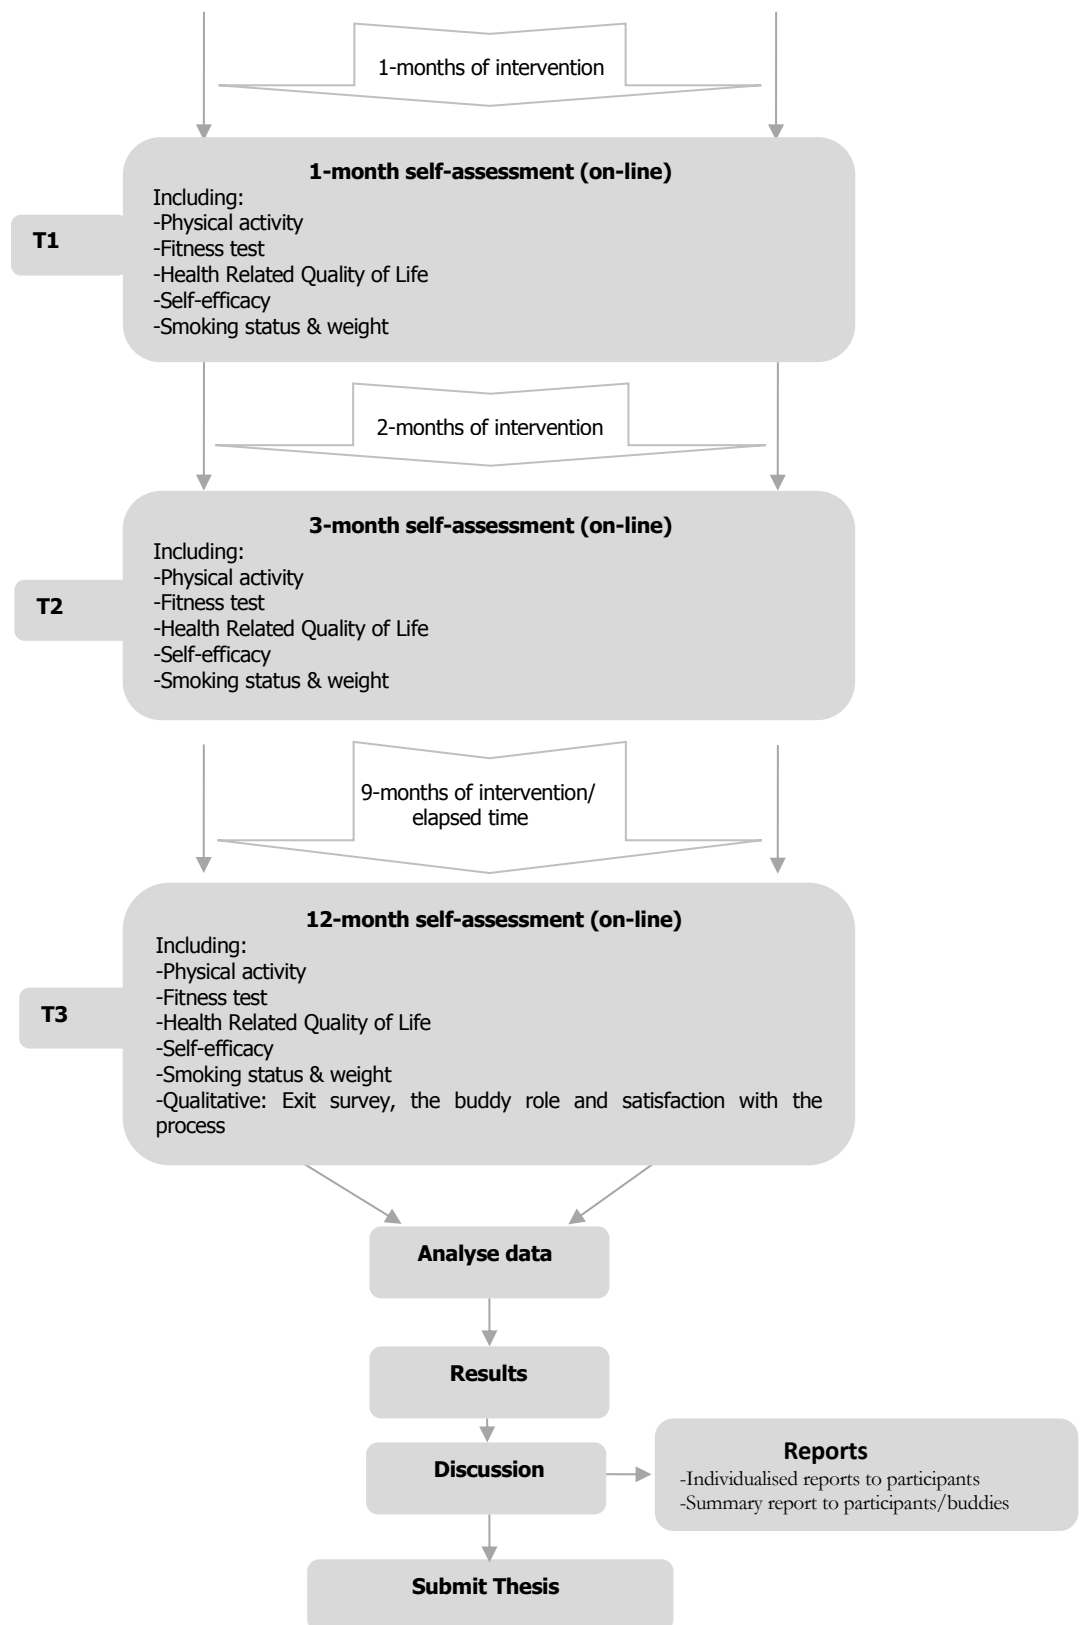 1-months of intervention
1-month self-assessment (on-line)
Including:
-Physical activity
T1
-Fitness test
-Health Related Quality of Life
-Self-efficacy
-Smoking status & weight
2-months of intervention
3-month self-assessment (on-line)
Including:
-Physical activity
T2
-Fitness test
-Health Related Quality of Life
-Self-efficacy
-Smoking status & weight
9-months of intervention/
elapsed time
12-month self-assessment (on-line)
Including:
-Physical activity
-Fitness test
T3
-Health Related Quality of Life
-Self-efficacy
-Smoking status & weight
-Qualitative: Exit survey, the buddy role and satisfaction with the
process
Analyse data
Results
Discussion
Reports
-Individualised reports to participants
-Summary report to participants/buddies
Submit Thesis